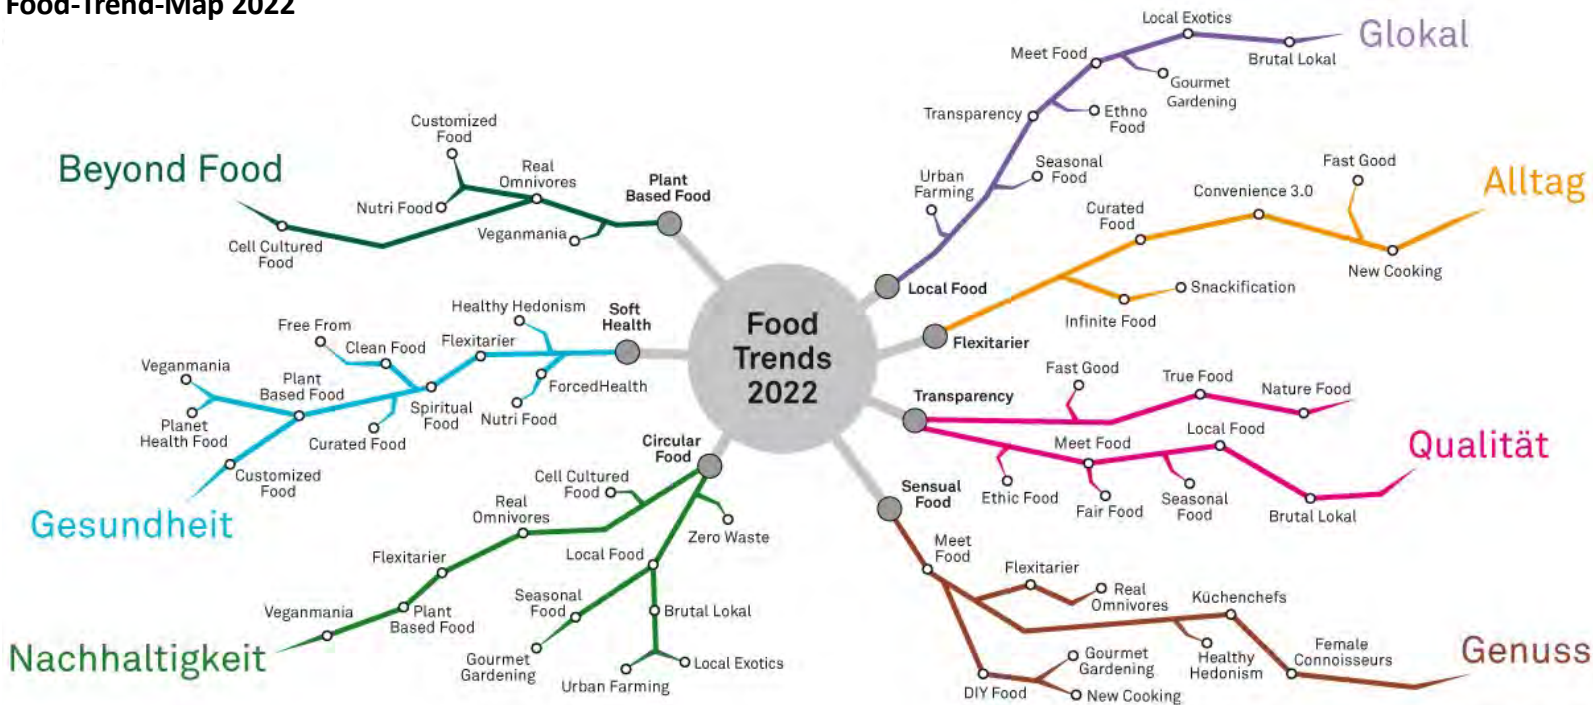 Food-Trend-Map 2022
Beyond Food
Customized
Food
Real
Omnivores
Plant
Based Food
Nutri Food
Veganmania
Cell Cultured
Food
Gesundheit
Healthy Hedonism
Soft
Health
Free From
Clean Food
Flexitarier
Veganmania
Plant
Based Food
ForcedHealth
Planet
Health Food
Spiritual
Food
Nutri Food
Curated Food
Customized
Food
Nachhaltigkeit
Circular
Food
Cell Cultured
Food
Real
Omnivores
Zero Waste
Flexitarier
Local Food
Veganmania
Plant
Based Food
Seasonal
Food
Brutal Lokal
Gourmet
Gardening
Urban Farming
Local Exotics
Food
Trends
2022
Glokal
Local Exotics
Meet Food
Brutal Lokal
Gourmet
Gardening
Transparency
Ethno
Food
Urban
Farming
Seasonal
Food
Local Food
Alltag
Fast Good
Convenience 3.0
Curated
Food
New Cooking
Snackification
Infinite Food
Flexitarier
Qualität
Transparency
Fast Good
True Food
Nature Food
Meet Food
Local Food
Ethic Food
Fair Food
Seasonal
Food
Brutal Lokal
Genuss
Sensual
Food
Meet
Food
Flexitarier
Real
Omnivores
Küchenchefs
Gourmet
Gardening
Healthy
Hedonism
Female
Connoisseurs
DIY Food
New Cooking